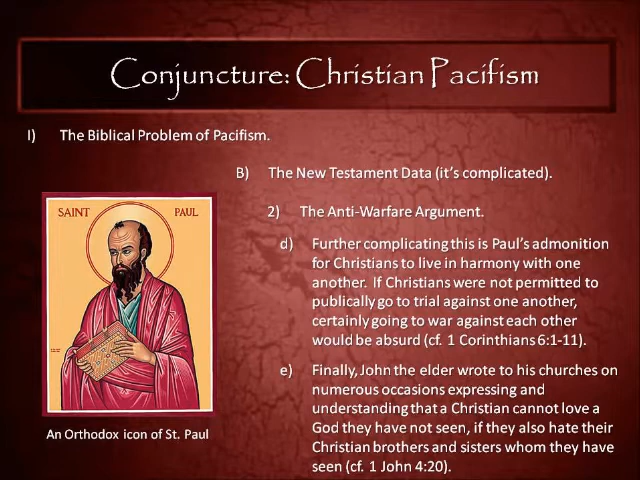 Conjuncture: Christian Pacifism
I) The Biblical Problem of Pacifism.
B) The New Testament Data (it's complicated).
2) The Anti-Warfare Argument.
SAINT PAUL
An Orthodox icon of St. Paul
d) Further complicating this is Paul's admonition
for Christians to live in harmony with one
another. If Christians were not permitted to
publically go to trial against one another,
certainly going to war against each other
would be absurd (cf. 1 Corinthians 6:1-11).
e) Finally, John the elder wrote to his churches on
numerous occasions expressing and
understanding that a Christian cannot love a
God they have not seen, if they also hate their
Christian brothers and sisters whom they have
seen (cf. 1 John 4:20).